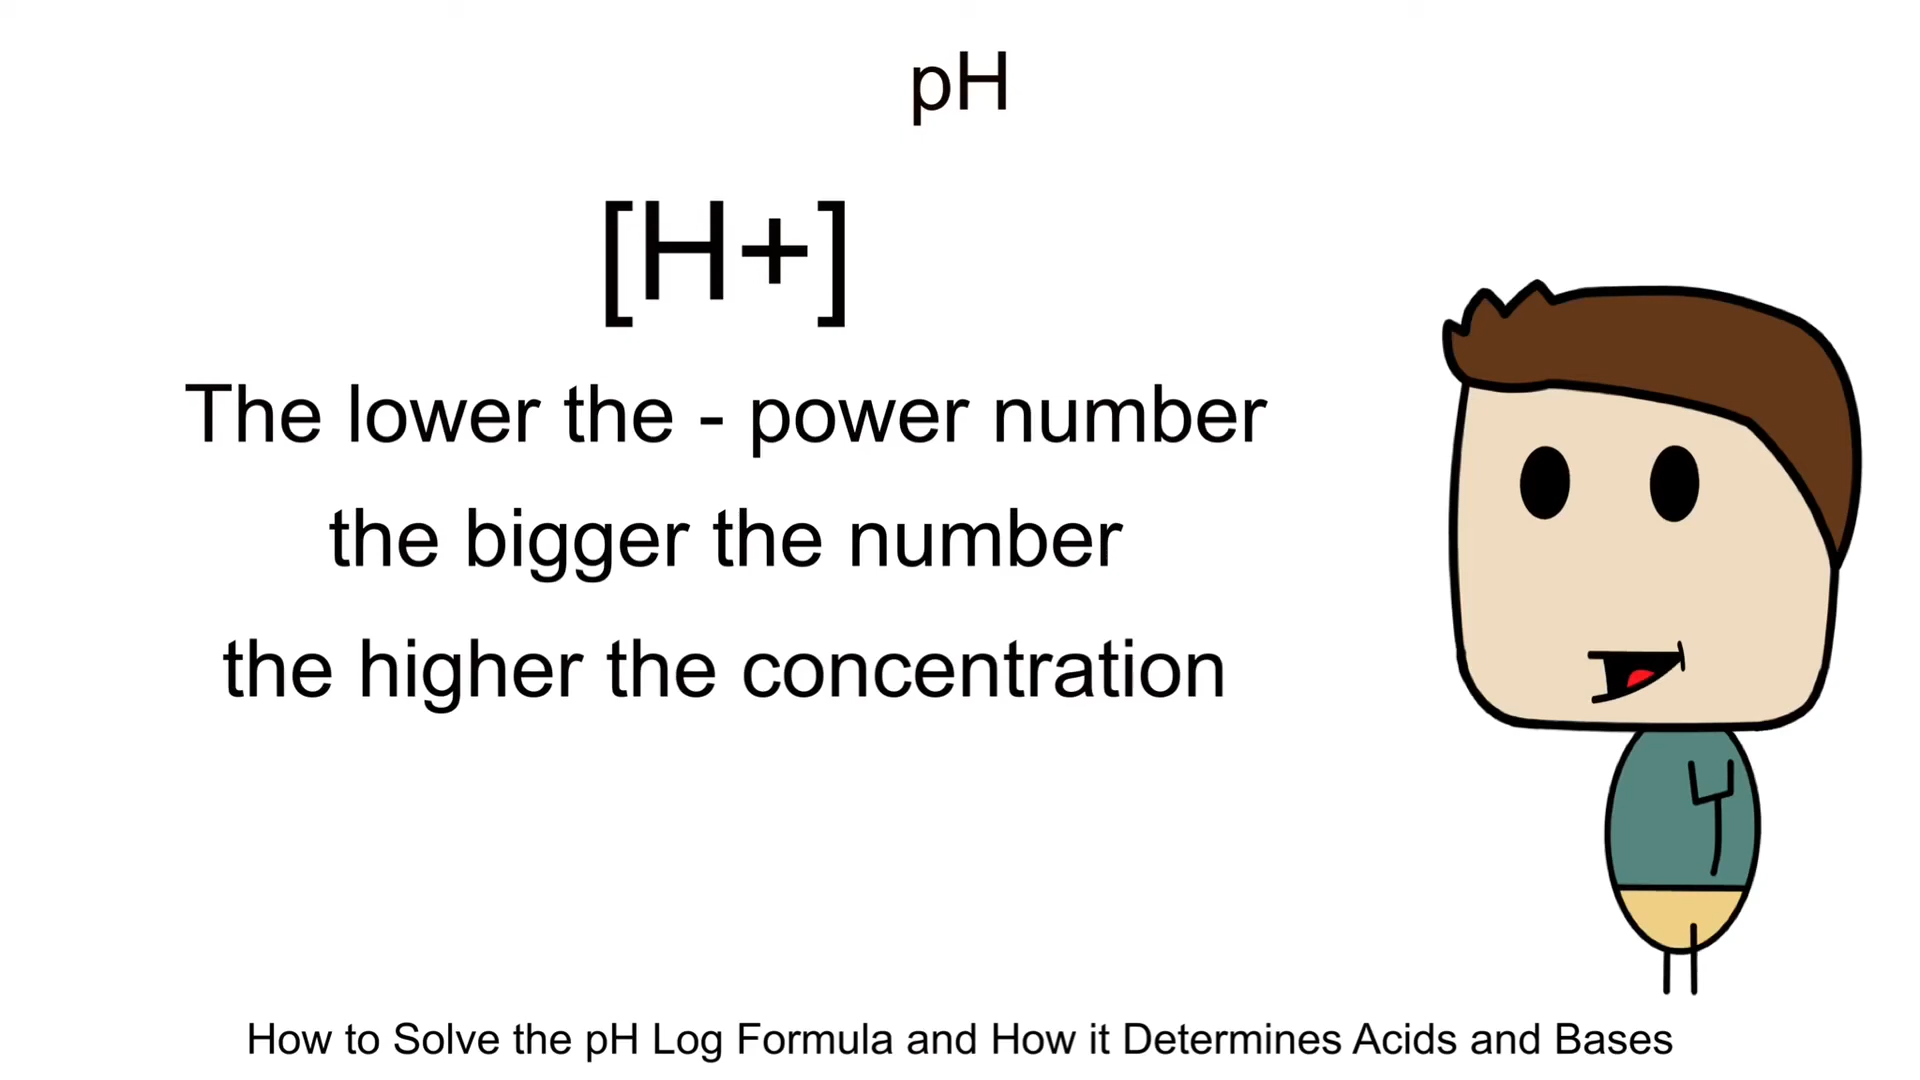 pH
[H+]
The lower the - power number
the bigger the number
the higher the concentration
How to Solve the pH Log Formula and How it Determines Acids and Bases